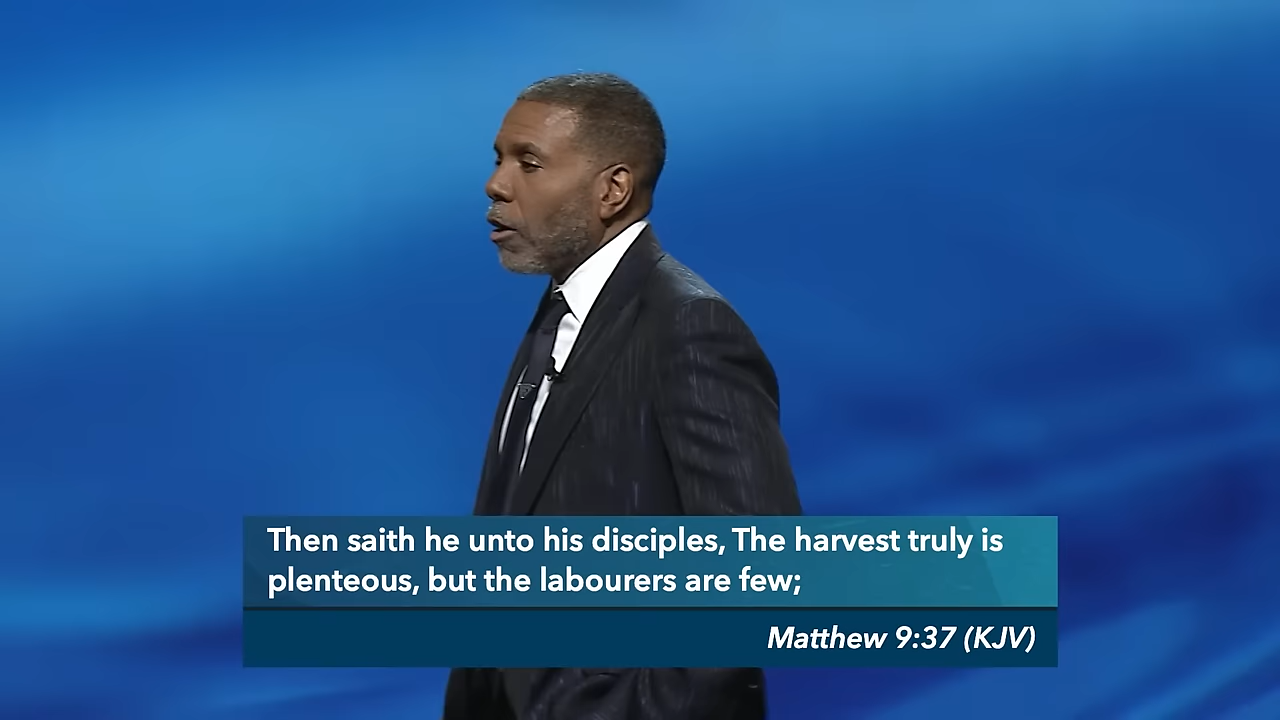 Then saith he unto his disciples, The harvest truly is
plenteous, but the labourers are few;
Matthew 9:37 (KJV)